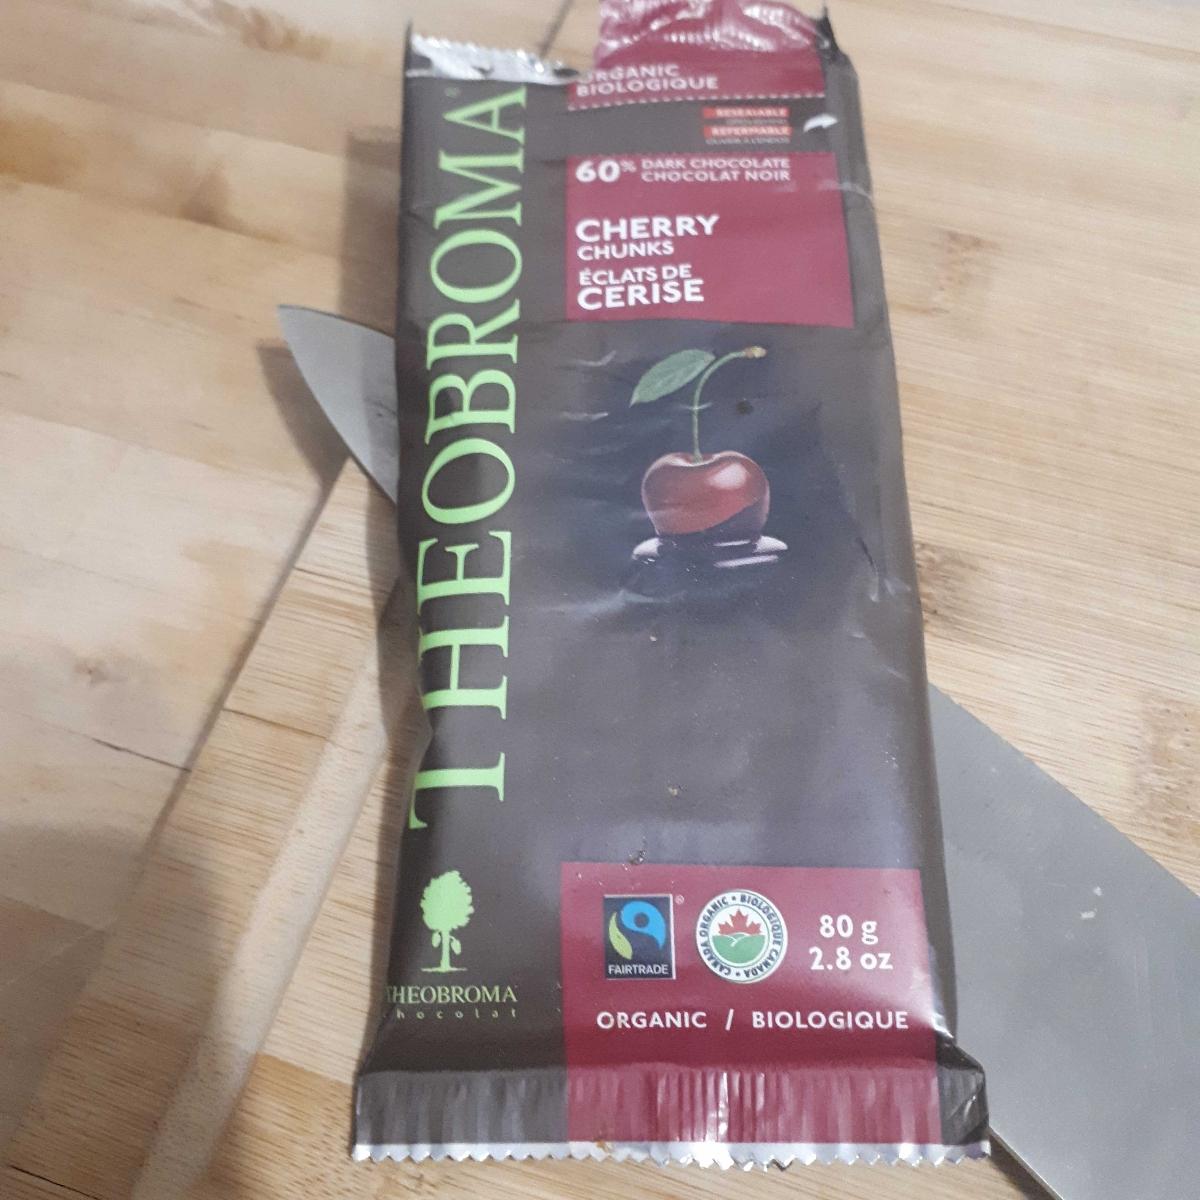 THEOBROMA
ORGANIC
BIOLOGIQUE
RESEALABLE
REFERMABLE
60% DARK CHOCOLATE
CHOCOLAT NOIR
CHERRY
CHUNKS
ÉCLATS DE
CERISE
FAIRTRADE
®
CANADA ORGANIC • BIOLOGIQUE CANADA •
80 g
2.8 oz
THEOBROMA
chocolat
ORGANIC / BIOLOGIQUE